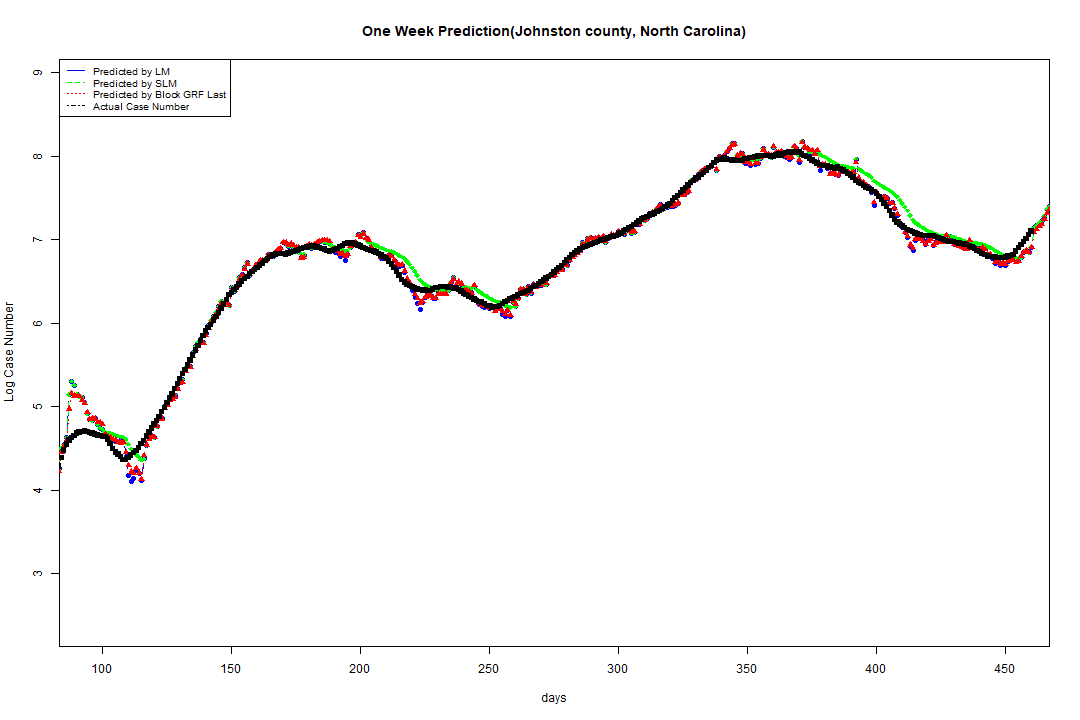 One Week Prediction(Johnston county, North Carolina)
Predicted by LM
Predicted by SLM
Predicted by Block GRF Last
Actual Case Number
9
8
7
6
5
4
3
Log Case Number
100 150 200 250 300 350 400 450
days